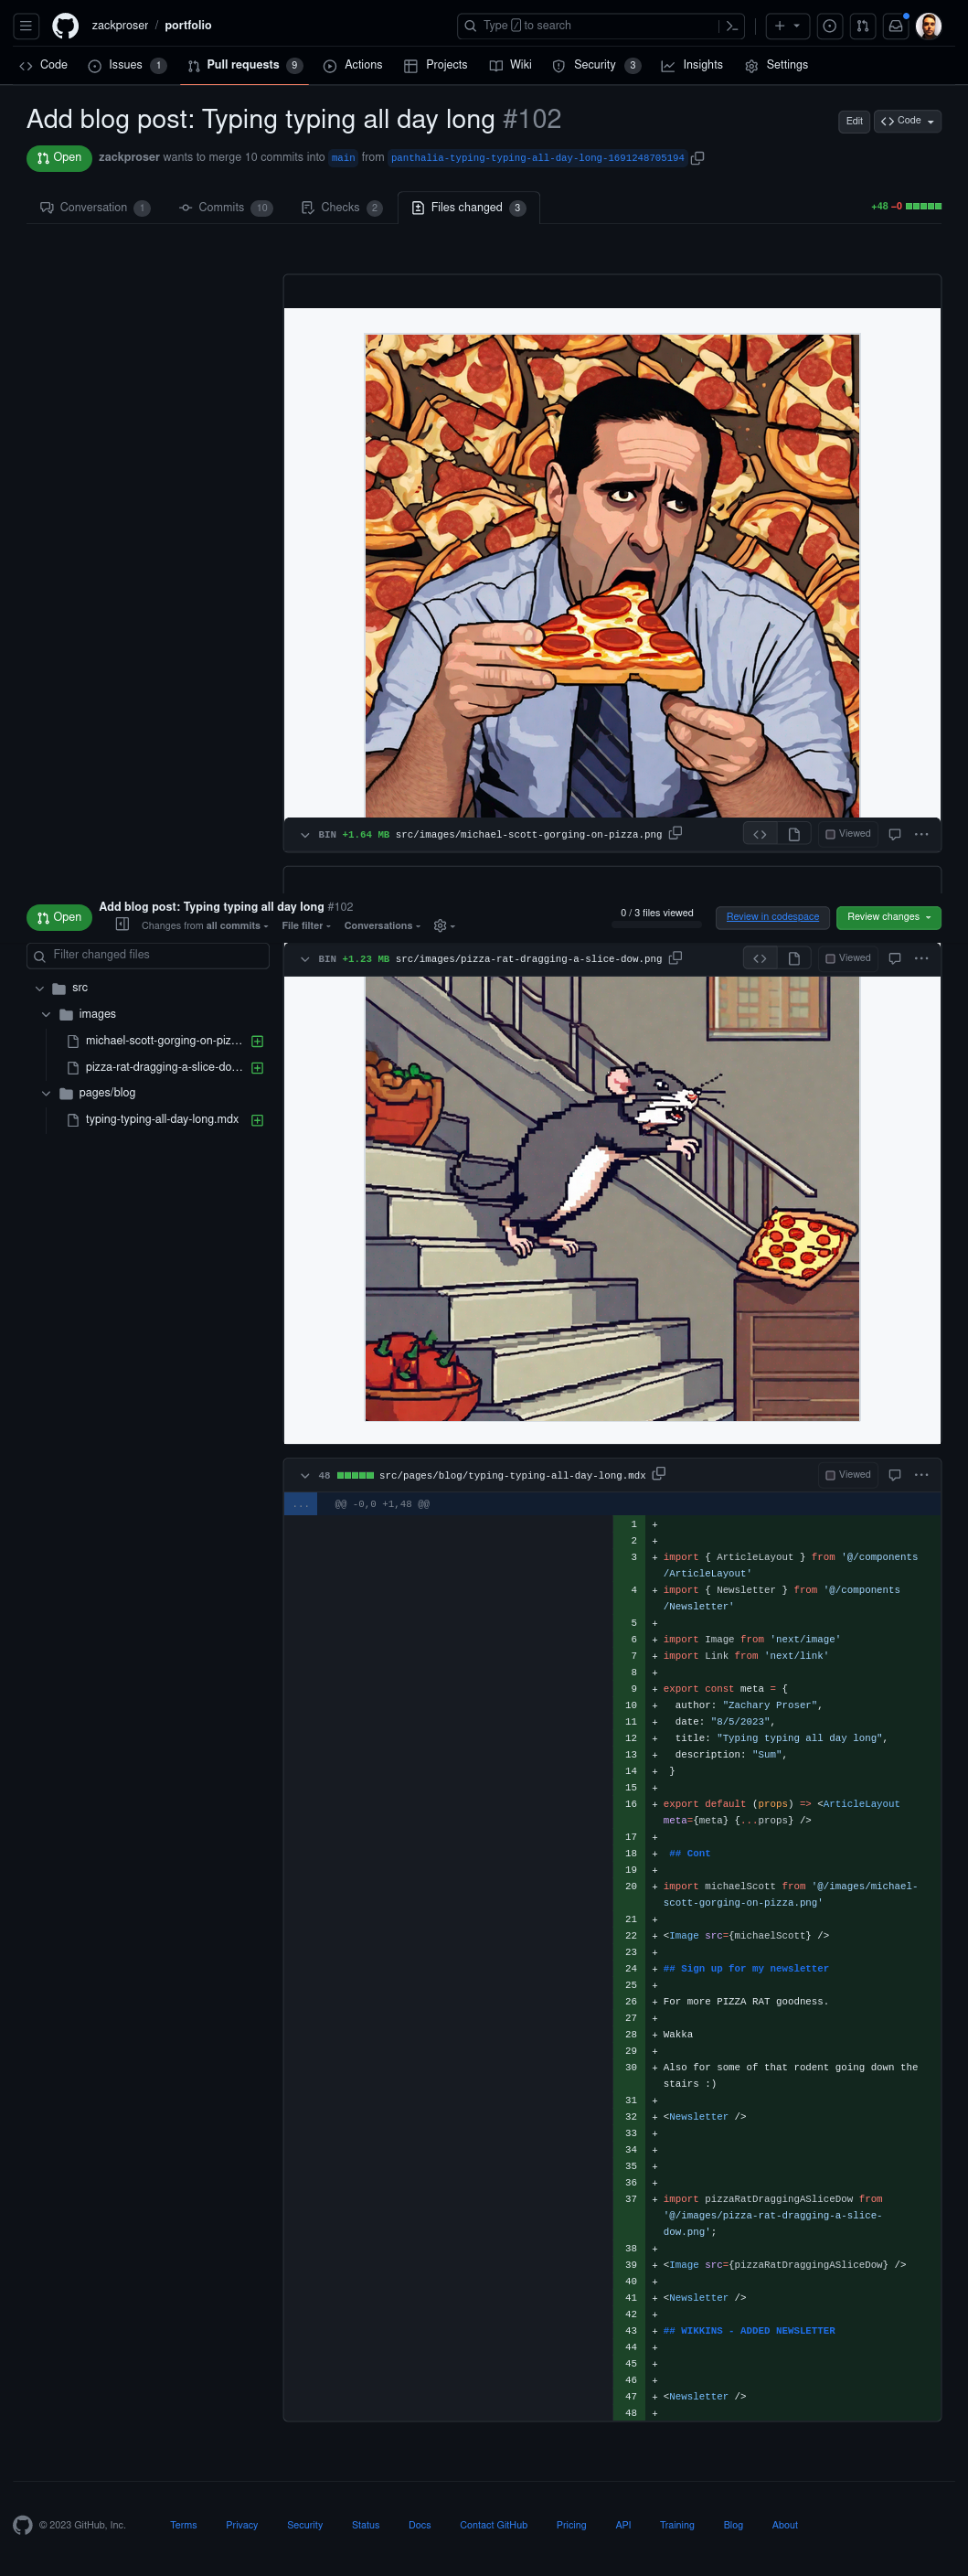 zackproser / portfolio
Type / to search
Code
Issues 1
Pull requests 9
Actions
Projects
Wiki
Security 3
Insights
Settings
Add blog post: Typing typing all day long #102
Edit
Code
Open
zackproser wants to merge 10 commits into main from panthalia-typing-typing-all-day-long-1691248705194
Conversation 1
Commits 10
Checks 2
Files changed 3
+48 −0
BIN +1.64 MB src/images/michael-scott-gorging-on-pizza.png
Viewed
Open
Add blog post: Typing typing all day long #102
Changes from all commits
File filter
Conversations
0 / 3 files viewed
Review in codespace
Review changes
Filter changed files
src
images
michael-scott-gorging-on-piz...
pizza-rat-dragging-a-slice-do...
pages/blog
typing-typing-all-day-long.mdx
BIN +1.23 MB src/images/pizza-rat-dragging-a-slice-dow.png
Viewed
48 src/pages/blog/typing-typing-all-day-long.mdx
Viewed
... @@ -0,0 +1,48 @@
1 +
2 +
3 + import { ArticleLayout } from '@/components
/ArticleLayout'
4 + import { Newsletter } from '@/components
/Newsletter'
5 +
6 + import Image from 'next/image'
7 + import Link from 'next/link'
8 +
9 + export const meta = {
10 + author: "Zachary Proser",
11 + date: "8/5/2023",
12 + title: "Typing typing all day long",
13 + description: "Sum",
14 + }
15 +
16 + export default (props) => <ArticleLayout
meta={meta} {...props} />
17 +
18 + ## Cont
19 +
20 + import michaelScott from '@/images/michael-
scott-gorging-on-pizza.png'
21 +
22 + <Image src={michaelScott} />
23 +
24 + ## Sign up for my newsletter
25 +
26 + For more PIZZA RAT goodness.
27 +
28 + Wakka
29 +
30 + Also for some of that rodent going down the
stairs :)
31 +
32 + <Newsletter />
33 +
34 +
35 +
36 +
37 + import pizzaRatDraggingASliceDow from
'@/images/pizza-rat-dragging-a-slice-
dow.png';
38 +
39 + <Image src={pizzaRatDraggingASliceDow} />
40 +
41 + <Newsletter />
42 +
43 + ## WIKKINS - ADDED NEWSLETTER
44 +
45 +
46 +
47 + <Newsletter />
48 +
© 2023 GitHub, Inc.
Terms
Privacy
Security
Status
Docs
Contact GitHub
Pricing
API
Training
Blog
About